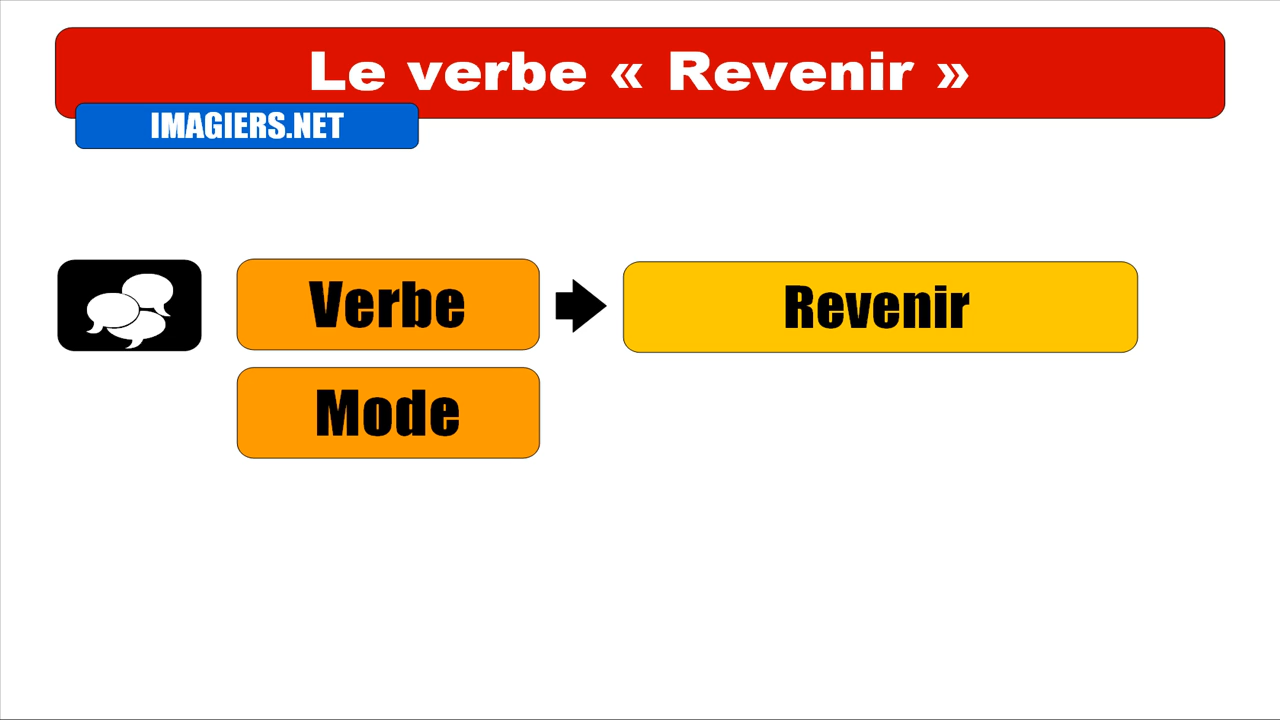 Le verbe « Revenir »
IMAGIERS.NET
Verbe
Revenir
Mode